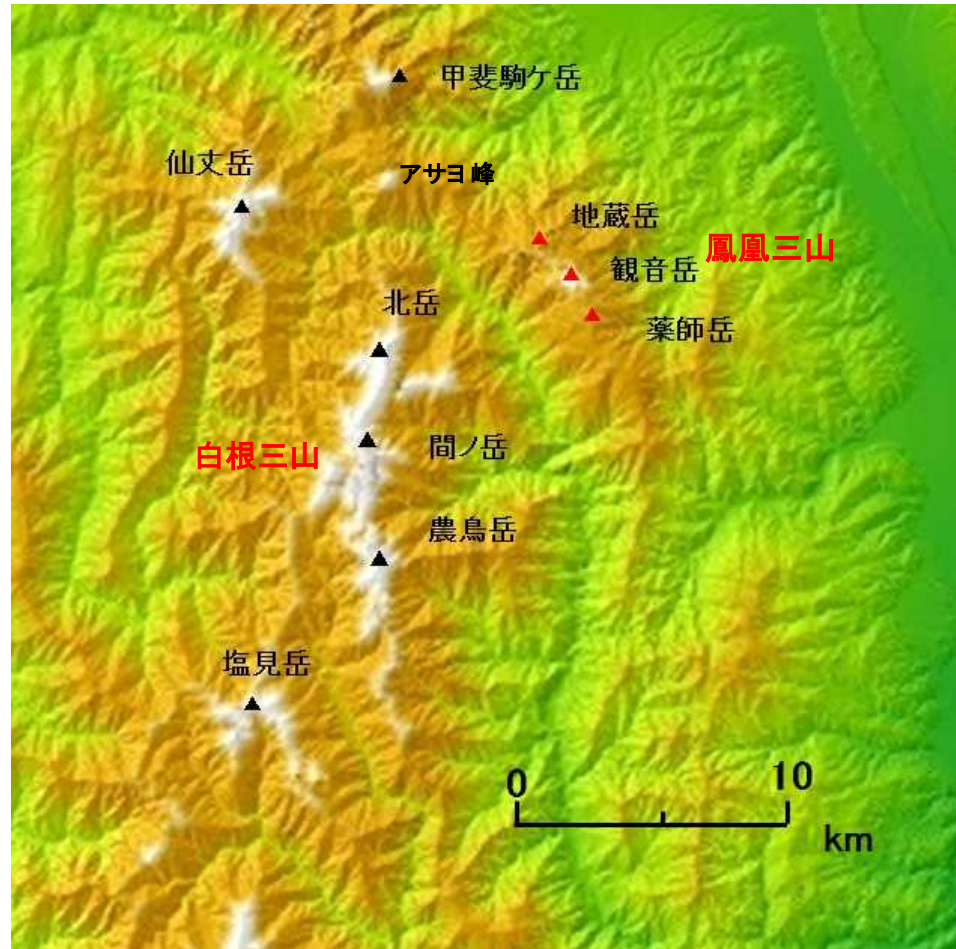 甲斐駒ケ岳
仙丈岳
アサヨ峰
地蔵岳
鳳凰三山
観音岳
北岳
薬師岳
白根三山
間ノ岳
農鳥岳
塩見岳
0
10
km